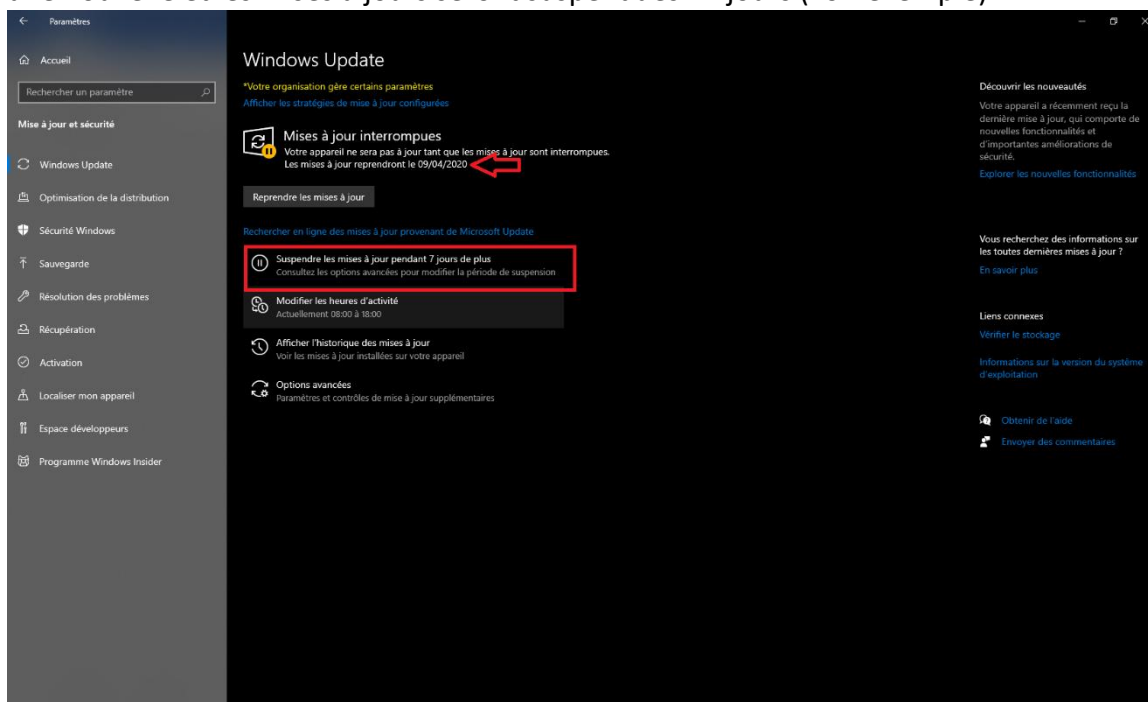 Paramètres
Accueil
Rechercher un paramètre
Mise à jour et sécurité
Windows Update
Optimisation de la distribution
Sécurité Windows
Sauvegarde
Résolution des problèmes
Récupération
Activation
Localiser mon appareil
Espace développeurs
Programme Windows Insider
Windows Update
*Votre organisation gère certains paramètres
Afficher les stratégies de mise à jour configurées
Mises à jour interrompues
Votre appareil ne sera pas à jour tant que les mises à jour sont interrompues.
Les mises à jour reprendront le 09/04/2020
Reprendre les mises à jour
Rechercher en ligne des mises à jour provenant de Microsoft Update
Suspendre les mises à jour pendant 7 jours de plus
Consultez les options avancées pour modifier la période de suspension
Modifier les heures d'activité
Actuellement 08:00 à 18:00
Afficher l'historique des mises à jour
Voir les mises à jour installées sur votre appareil
Options avancées
Paramètres et contrôles de mise à jour supplémentaires
Découvrir les nouveautés
Votre appareil a récemment reçu la
dernière mise à jour, qui comporte de
nouvelles fonctionnalités et
d'importantes améliorations de
sécurité.
Explorer les nouvelles fonctionnalités
Vous recherchez des informations sur
les toutes dernières mises à jour ?
En savoir plus
Liens connexes
Vérifier le stockage
Informations sur la version du système
d'exploitation
Obtenir de l'aide
Envoyer des commentaires